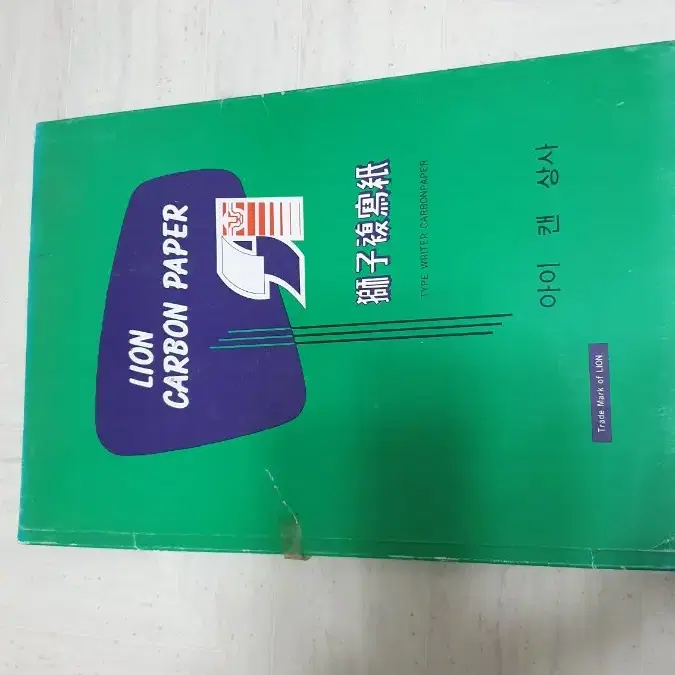 LION
CARBON PAPER
獅子複寫紙
TYPE WRITER CARBONPAPER
아이 캔 상사
Trade Mark of LION